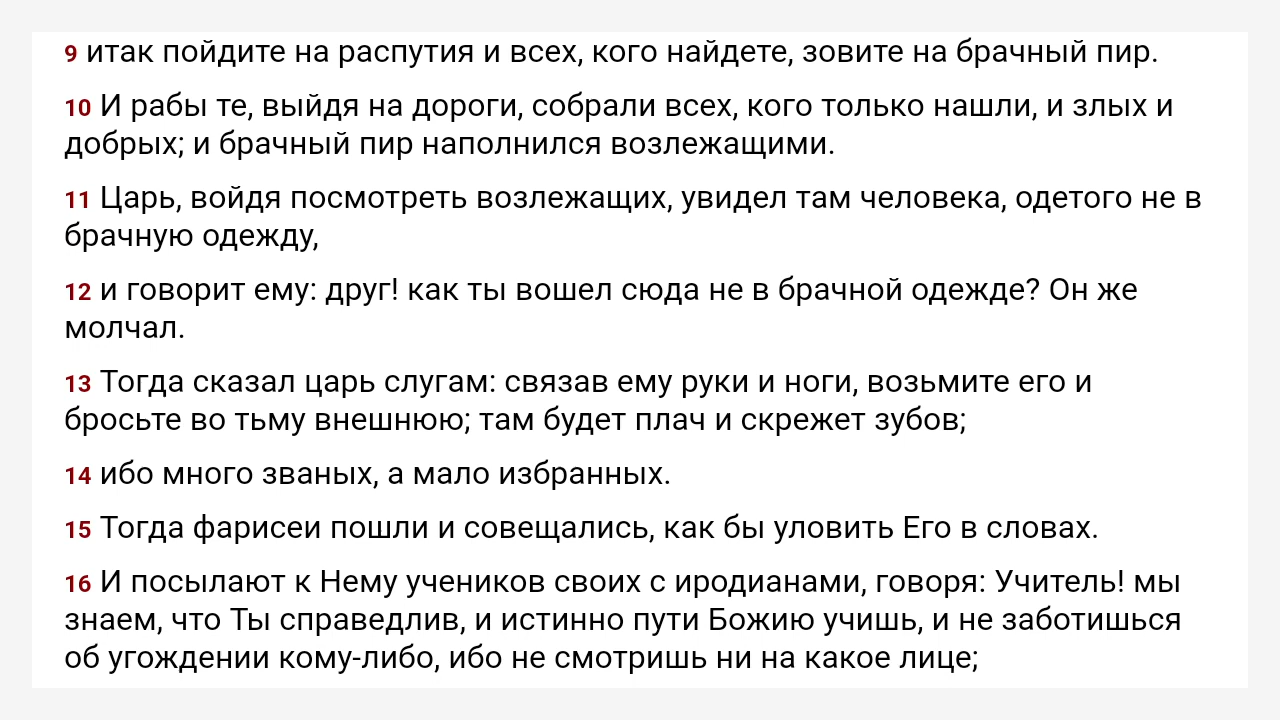 9 итак пойдите на распутия и всех, кого найдете, зовите на брачный пир.
10 И рабы те, выйдя на дороги, собрали всех, кого только нашли, и злых и
добрых; и брачный пир наполнился возлежащими.
11 Царь, войдя посмотреть возлежащих, увидел там человека, одетого не в
брачную одежду,
12 и говорит ему: друг! как ты вошел сюда не в брачной одежде? Он же
молчал.
13 Тогда сказал царь слугам: связав ему руки и ноги, возьмите его и
бросьте во тьму внешнюю; там будет плач и скрежет зубов;
14 ибо много званых, а мало избранных.
15 Тогда фарисеи пошли и совещались, как бы уловить Его в словах.
16 И посылают к Нему учеников своих с иродианами, говоря: Учитель! мы
знаем, что Ты справедлив, и истинно пути Божию учишь, и не заботишься
об угождении кому-либо, ибо не смотришь ни на какое лице;